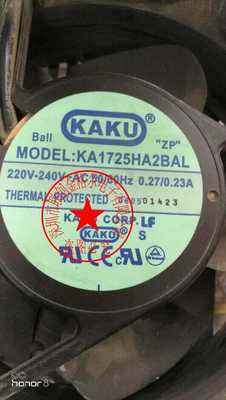 KAKU ®
Ball "ZP"
MODEL:KA1725HA2BAL
220V-240V~AC 50/60Hz 0.27/0.23A
THERMAL PROTECTED 01423
CORP. LF
KAKU S
honor 8